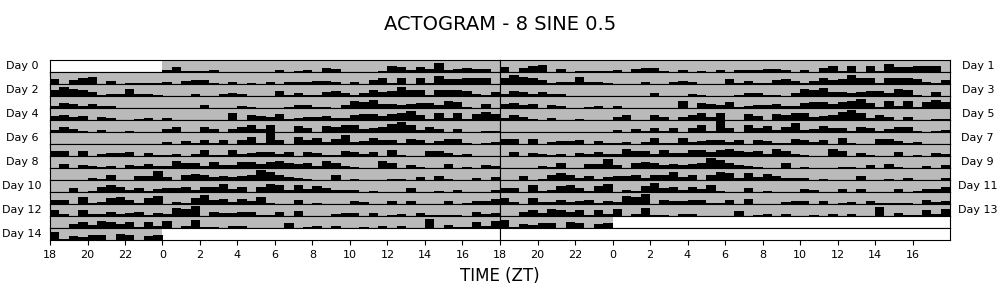 ACTOGRAM - 8 SINE 0.5
Day 0
Day 1
Day 2
Day 3
Day 4
Day 5
Day 6
Day 7
Day 8
Day 9
Day 10
Day 11
Day 12
Day 13
Day 14
18 20 22 0 2 4 6 8 10 12 14 16 18 20 22 0 2 4 6 8 10 12 14 16
TIME (ZT)